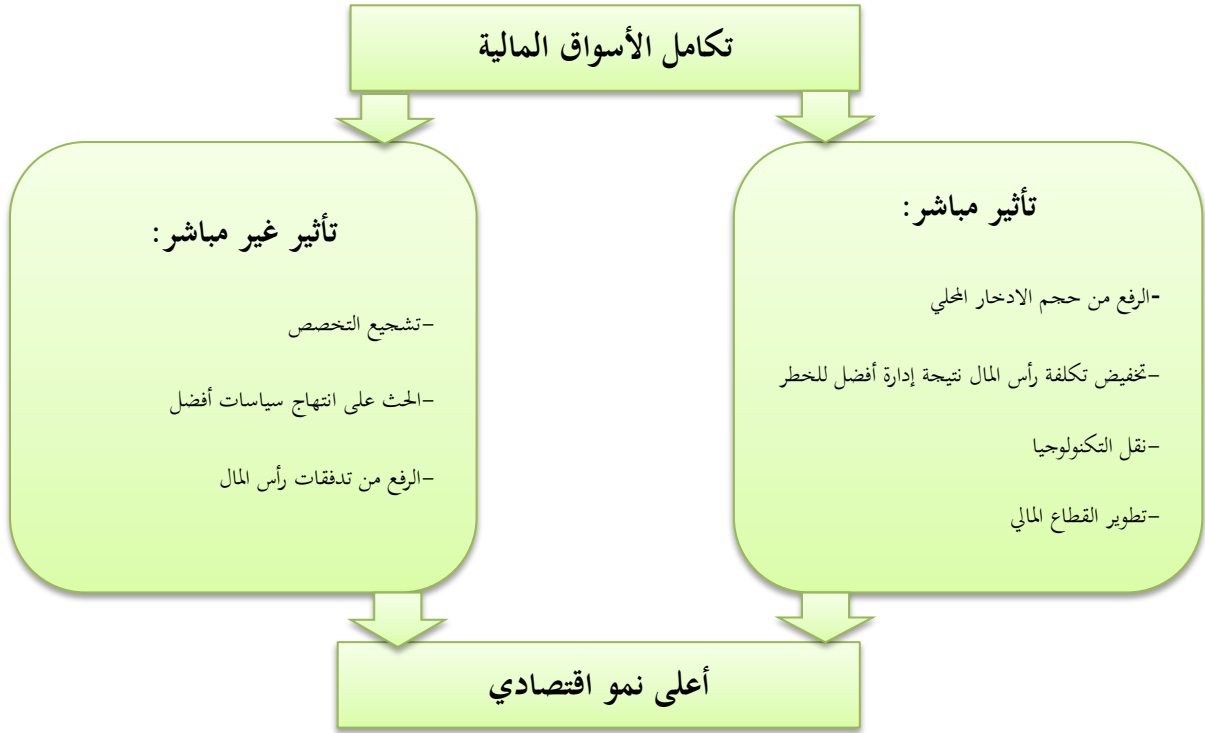 تكامل الأسواق المالية
تأثير مباشر:
-الرفع من حجم الادخار المحلي
-تخفيض تكلفة رأس المال نتيجة إدارة أفضل للخطر
-نقل التكنولوجيا
-تطوير القطاع المالي
تأثير غير مباشر:
-تشجيع التخصص
-الحث على انتهاج سياسات أفضل
-الرفع من تدفقات رأس المال
أعلى نمو اقتصادي